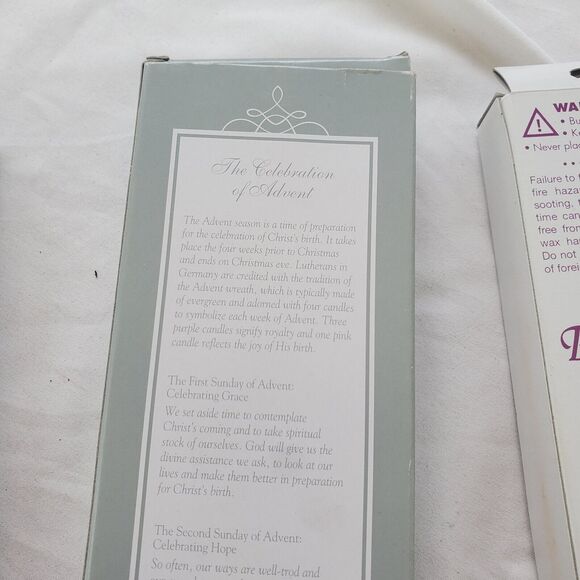 The Celebration
of Advent
The Advent season is a time of preparation
for the celebration of Christ's birth. It takes
place the four weeks prior to Christmas
and ends on Christmas eve. Lutherans in
Germany are credited with the tradition of
the Advent wreath, which is typically made
of evergreen and adorned with four candles
to symbolize each week of Advent. Three
purple candles signify royalty and one pink
candle reflects the joy of His birth.
The First Sunday of Advent:
Celebrating Grace
We set aside time to contemplate
Christ's coming and to take spiritual
stock of ourselves. God will give us the
divine assistance we ask, to look at our
lives and make them better in preparation
for Christ's birth.
The Second Sunday of Advent:
Celebrating Hope
So often, our ways are well-trod and
WA
• Bu
• K
• Never plac
Failure to f
fire haza
sooting, t
time can
free from
wax ha
Do not
of foreig